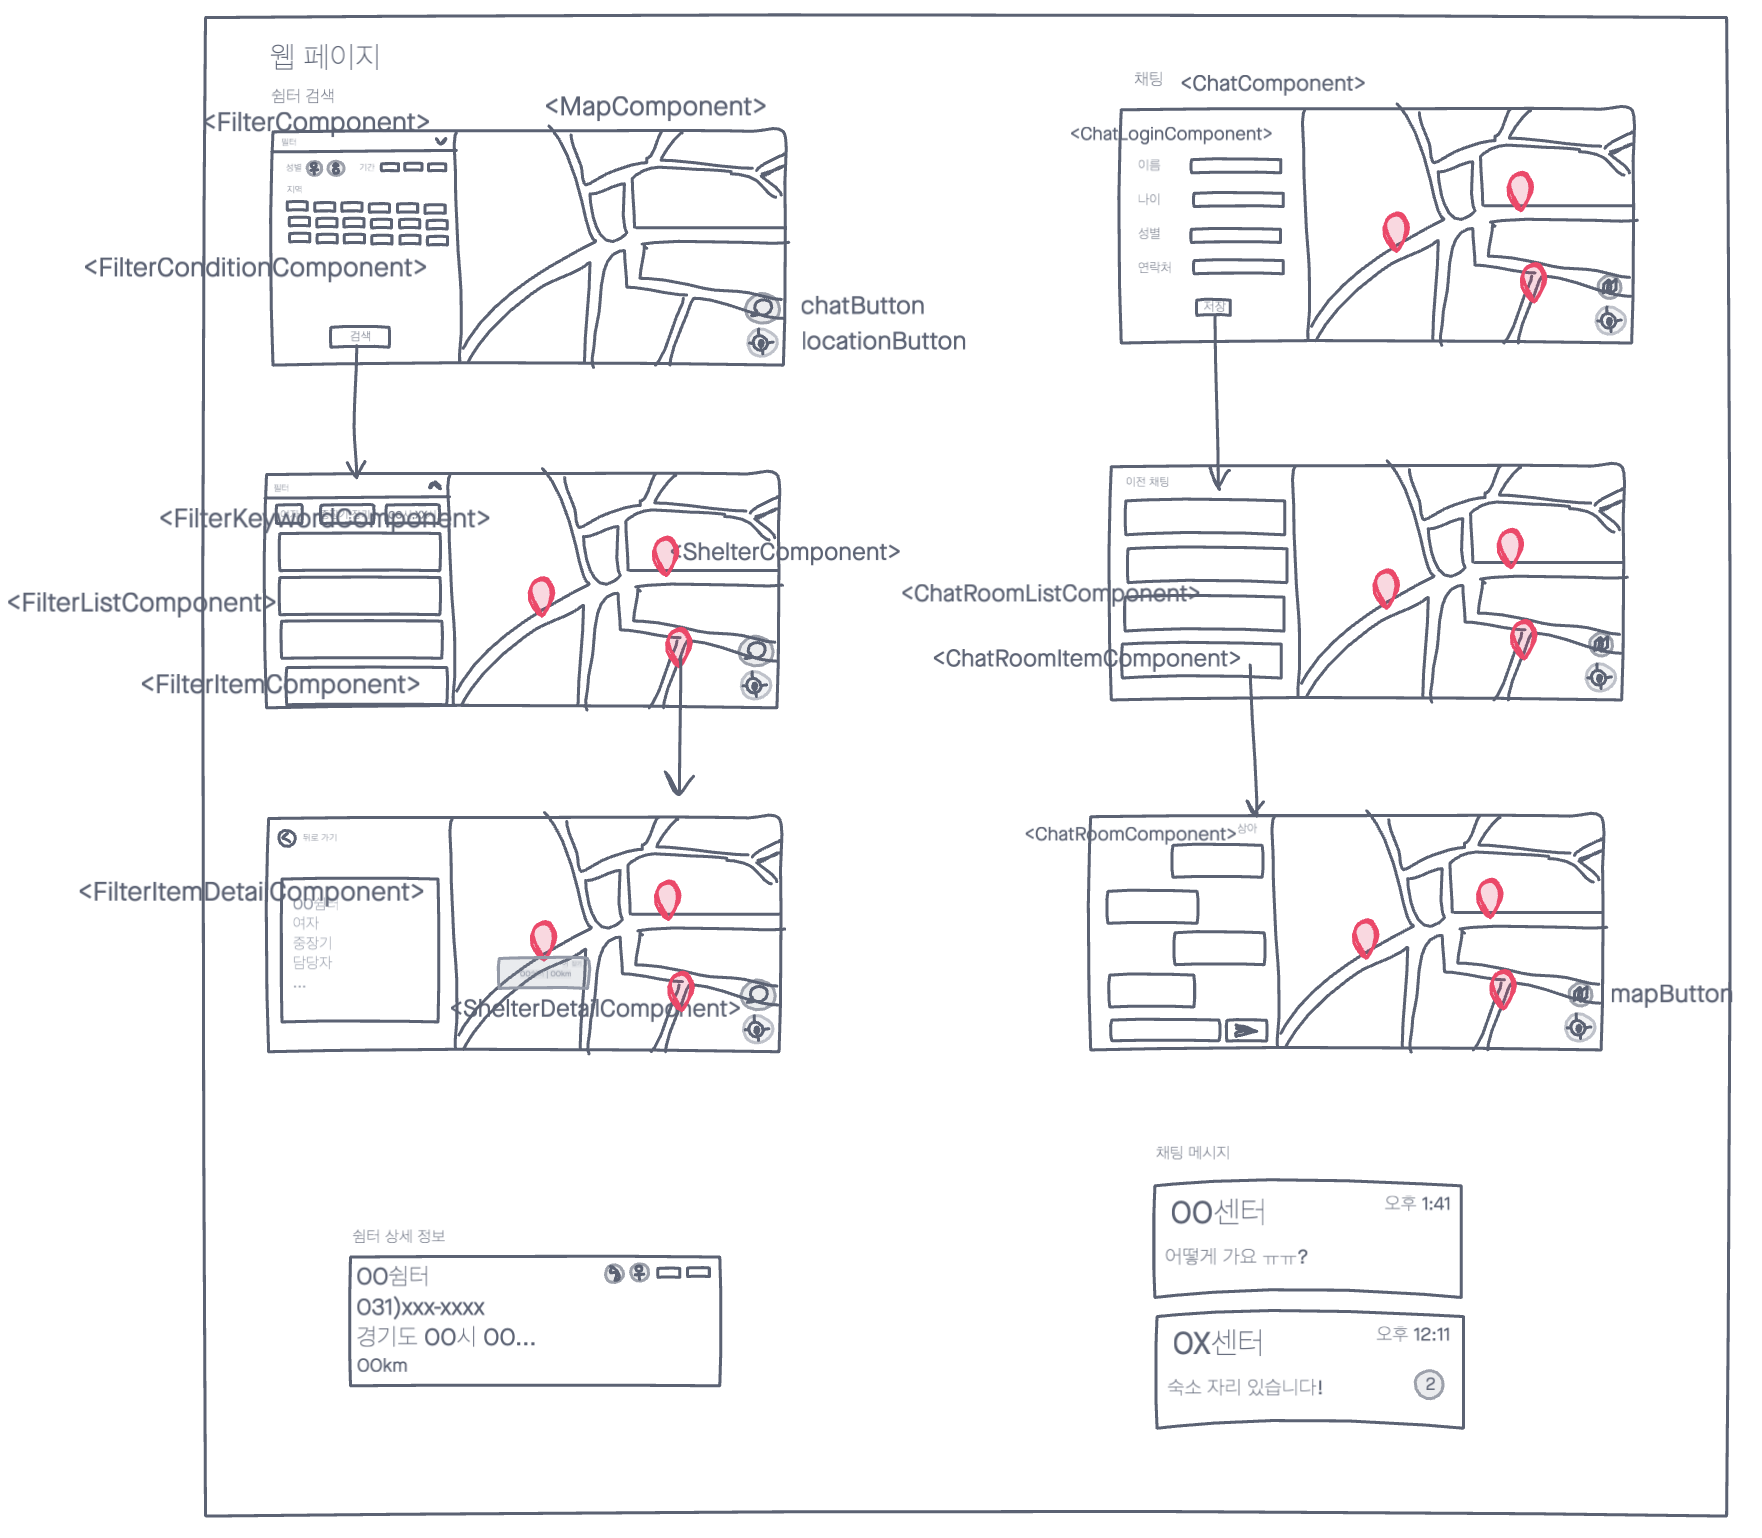 웹 페이지
쉼터 검색
<FilterComponent>
<MapComponent>
필터
성별
기간
지역
<FilterConditionComponent>
검색
chatButton
locationButton
필터
<FilterKeywordComponent>
<ShelterComponent>
<FilterListComponent>
<FilterItemComponent>
뒤로 가기
<FilterItemDetailComponent>
OO쉼터
여자
중장기
담당자
...
00km
<ShelterDetailComponent>
쉼터 상세 정보
OO쉼터
031)xxx-xxxx
경기도 OO시 OO...
OOkm
채팅
<ChatComponent>
<ChatLoginComponent>
이름
나이
성별
연락처
저장
이전 채팅
<ChatRoomListComponent>
<ChatRoomItemComponent>
<ChatRoomComponent>
상아
mapButton
채팅 메시지
OO센터
오후 1:41
어떻게 가요 ㅠㅠ?
OX센터
오후 12:11
숙소 자리 있습니다!
2